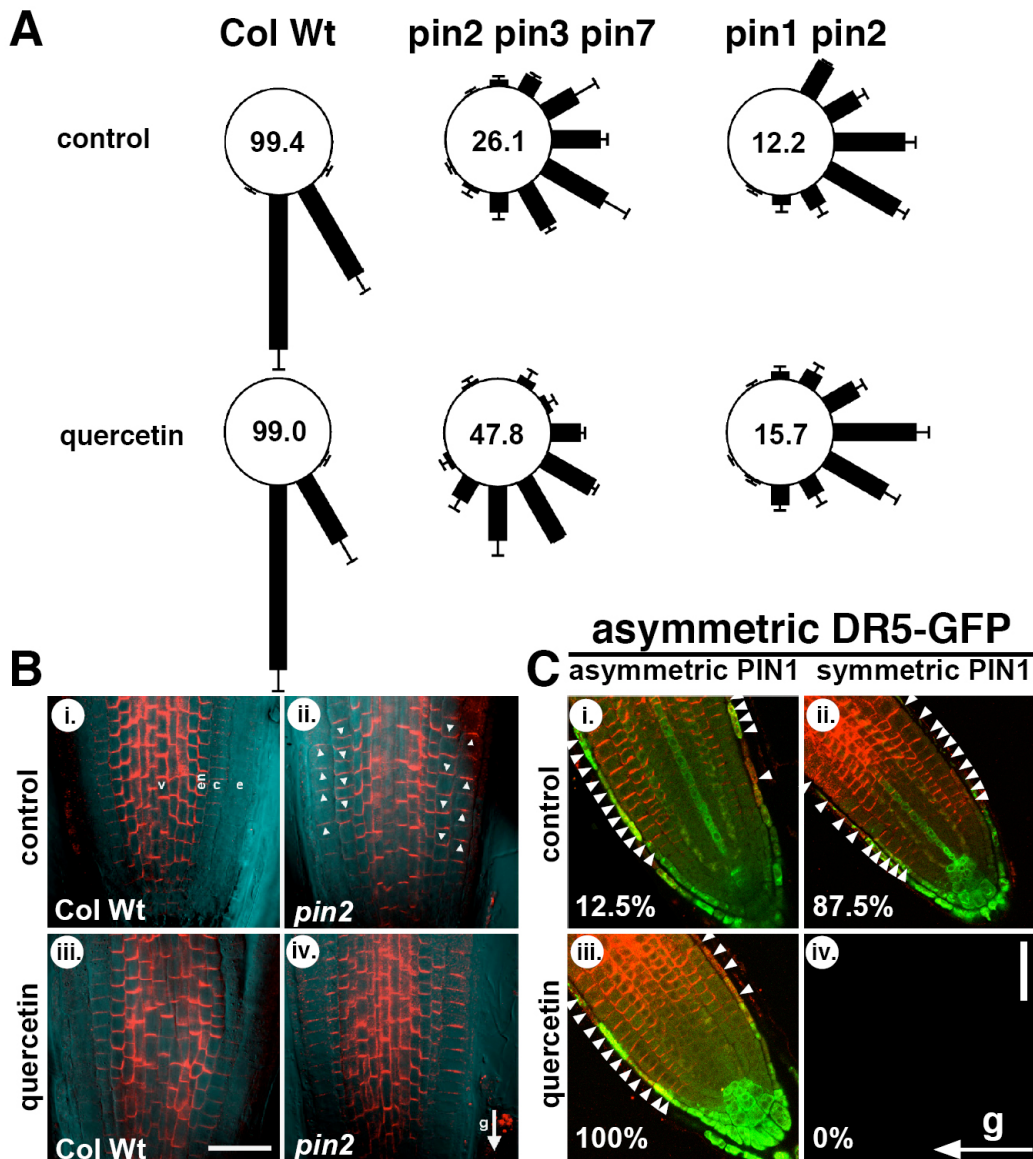 A
Col Wt
pin2 pin3 pin7
pin1 pin2
control
99.4
26.1
12.2
quercetin
99.0
47.8
15.7
asymmetric DR5-GFP
B
C
asymmetric PIN1
symmetric PIN1
control
i.
v
en
c
e
Col Wt
ii.
pin2
quercetin
iii.
Col Wt
iv.
pin2
g
control
i.
12.5%
ii.
87.5%
quercetin
iii.
100%
iv.
0%
g